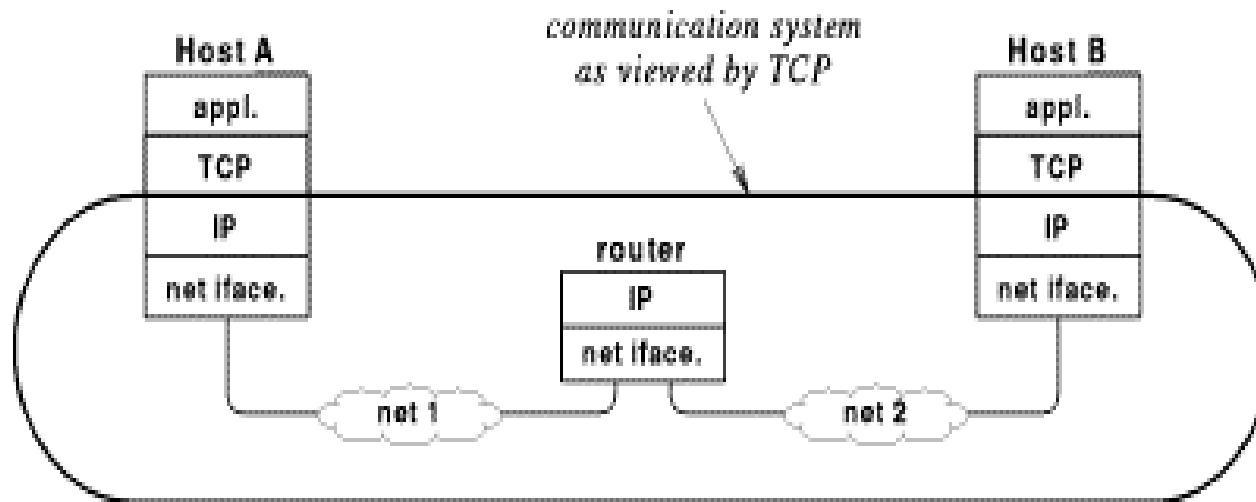 communication system
as viewed by TCP
Host A
appl.
TCP
IP
net iface.
Host B
appl.
TCP
IP
net iface.
router
IP
net iface.
net 1
net 2